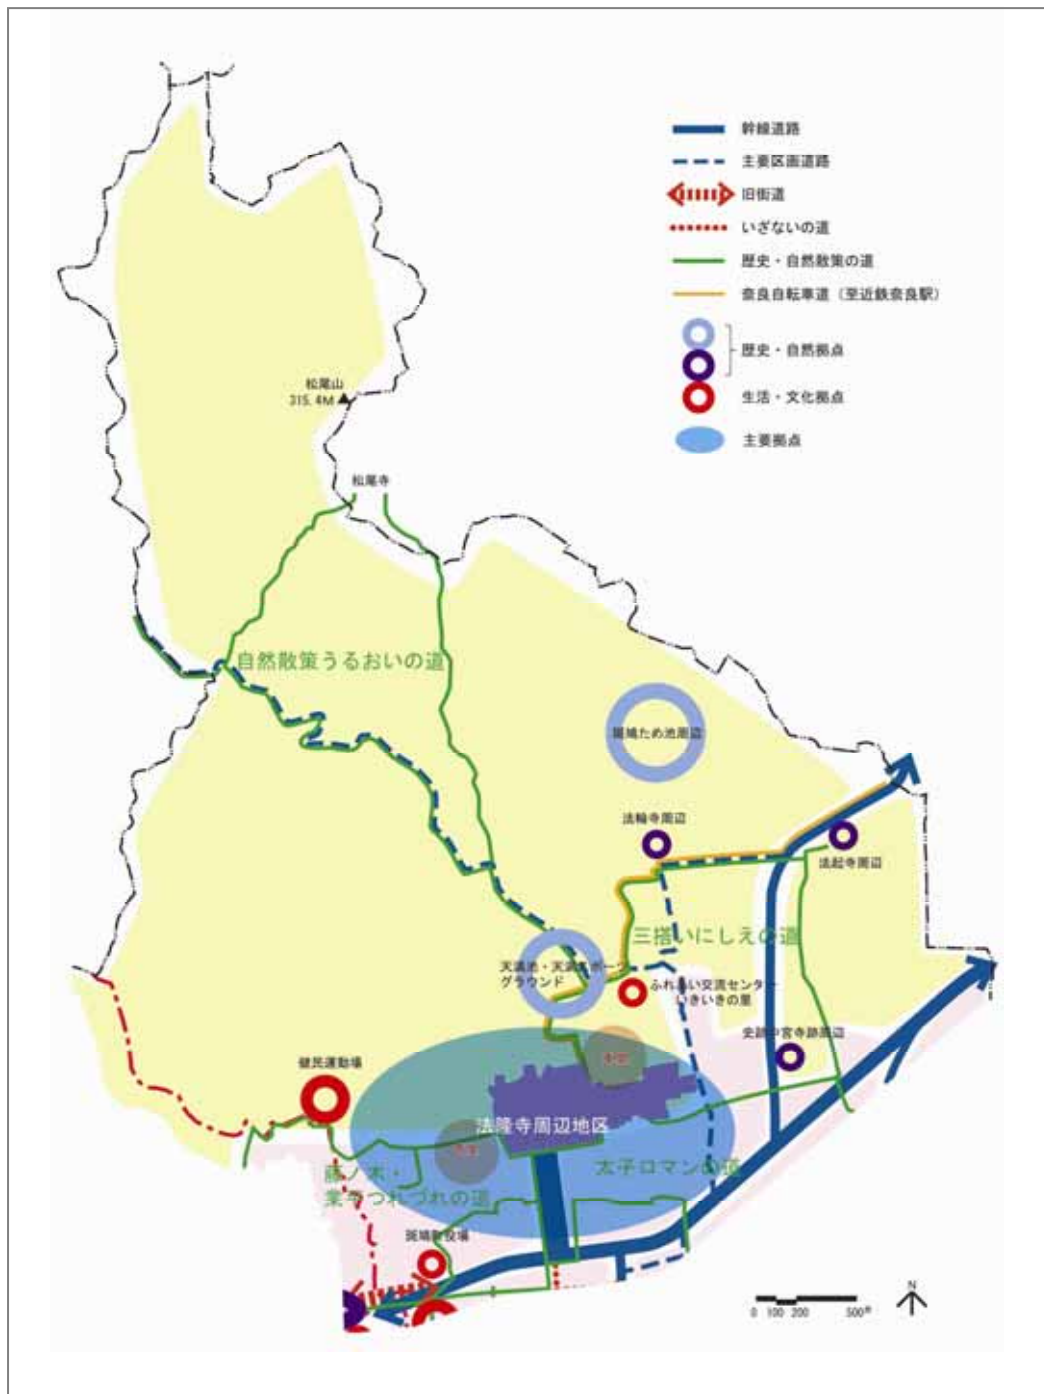 幹線道路
主要区画道路
旧街道
いざないの道
歴史・自然散策の道
奈良自転車道（至近鉄奈良駅）
歴史・自然拠点
生活・文化拠点
主要拠点
松尾山
315.4M
松尾寺
自然散策うるおいの道
斑鳩ため池周辺
法輪寺周辺
法起寺周辺
三搭いにしえの道
天満池・天満スポーツ
グラウンド
ふれあい交流センター
いきいきの里
史跡中宮寺跡周辺
健民運動場
法隆寺周辺地区
太子ロマンの道
藤ノ木・
業平つれづれの道
斑鳩町役場
N
0 100 200 500m